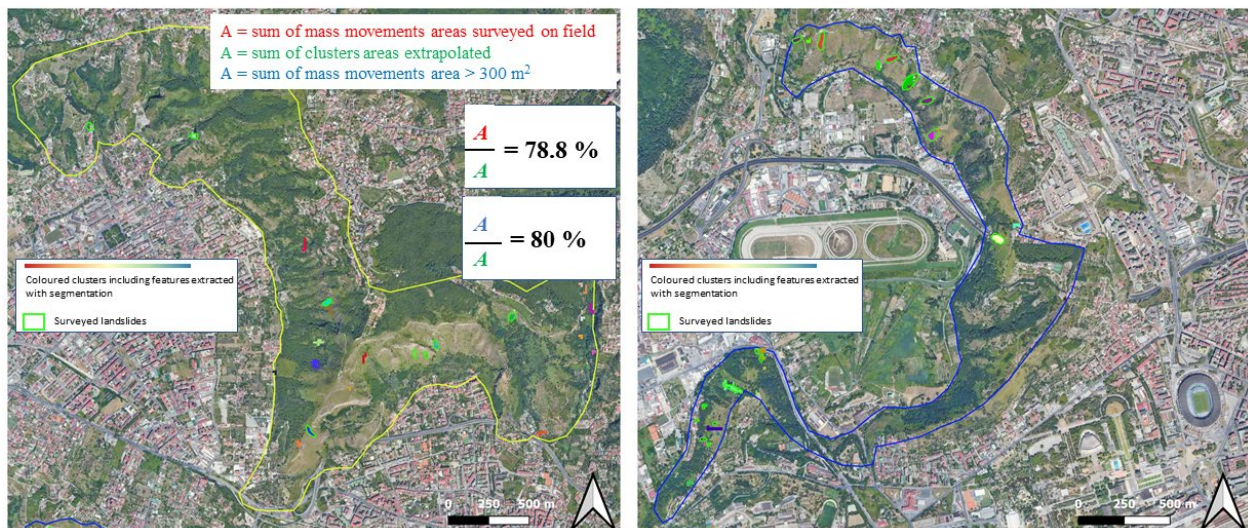 A = sum of mass movements areas surveyed on field
A = sum of clusters areas extrapolated
A = sum of mass movements area > 300 m²
A
A
= 78.8 %
A
A
= 80 %
Coloured clusters including features extracted
with segmentation
Surveyed landslides
0 250 500 m
Coloured clusters including features extracted
with segmentation
Surveyed landslides
0 250 500 m